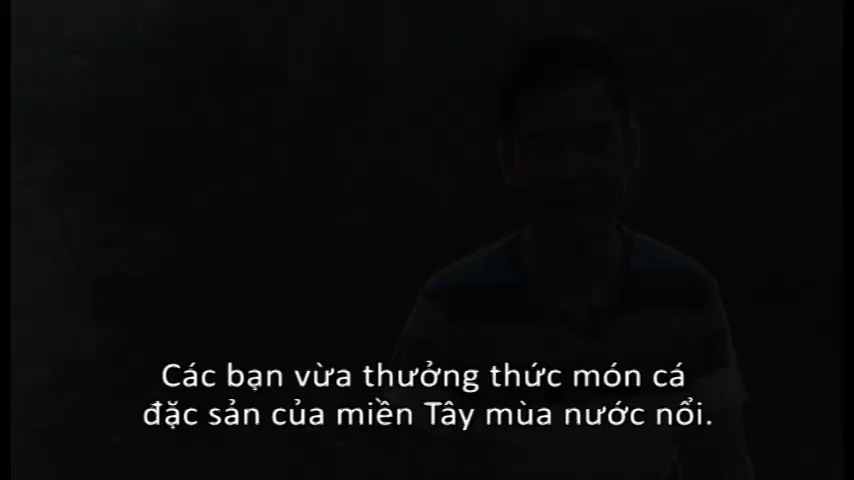 Các bạn vừa thưởng thức món cá
đặc sản của miền Tây mùa nước nổi.